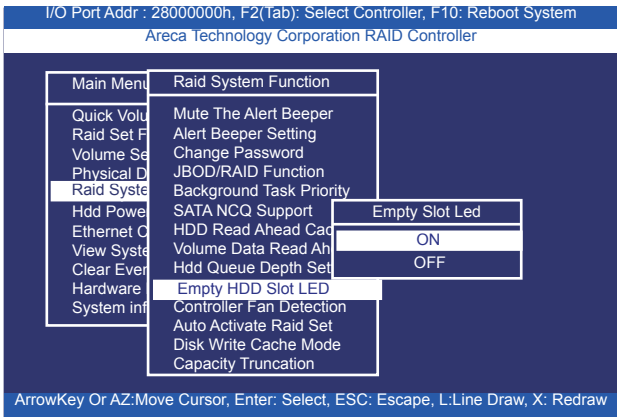 I/O Port Addr : 28000000h, F2(Tab): Select Controller, F10: Reboot System
Areca Technology Corporation RAID Controller
Main Menu
Quick Volu
Raid Set F
Volume Se
Physical D
Raid Syste
Hdd Powe
Ethernet C
View Syste
Clear Ever
Hardware
System inf
Raid System Function
Mute The Alert Beeper
Alert Beeper Setting
Change Password
JBOD/RAID Function
Background Task Priority
SATA NCQ Support
HDD Read Ahead Cac
Volume Data Read Ah
Hdd Queue Depth Set
Empty HDD Slot LED
Controller Fan Detection
Auto Activate Raid Set
Disk Write Cache Mode
Capacity Truncation
Empty Slot Led
ON
OFF
ArrowKey Or AZ:Move Cursor, Enter: Select, ESC: Escape, L:Line Draw, X: Redraw